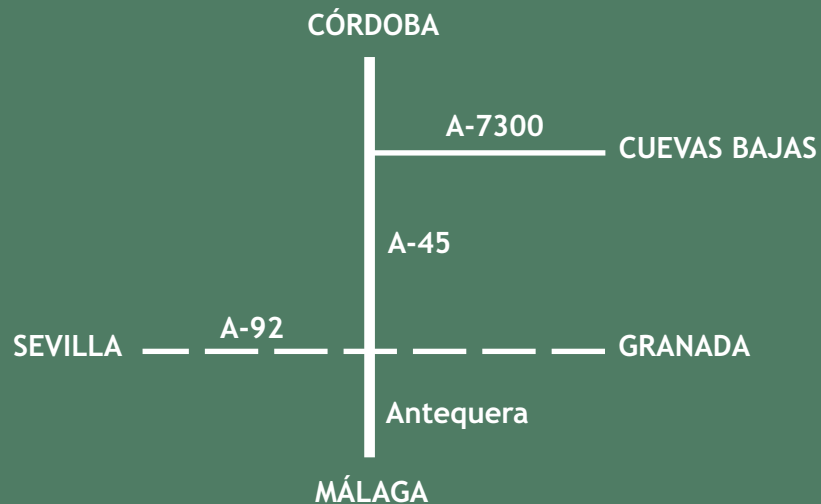 CÓRDOBA
A-7300
CUEVAS BAJAS
A-45
A-92
SEVILLA
GRANADA
Antequera
MÁLAGA